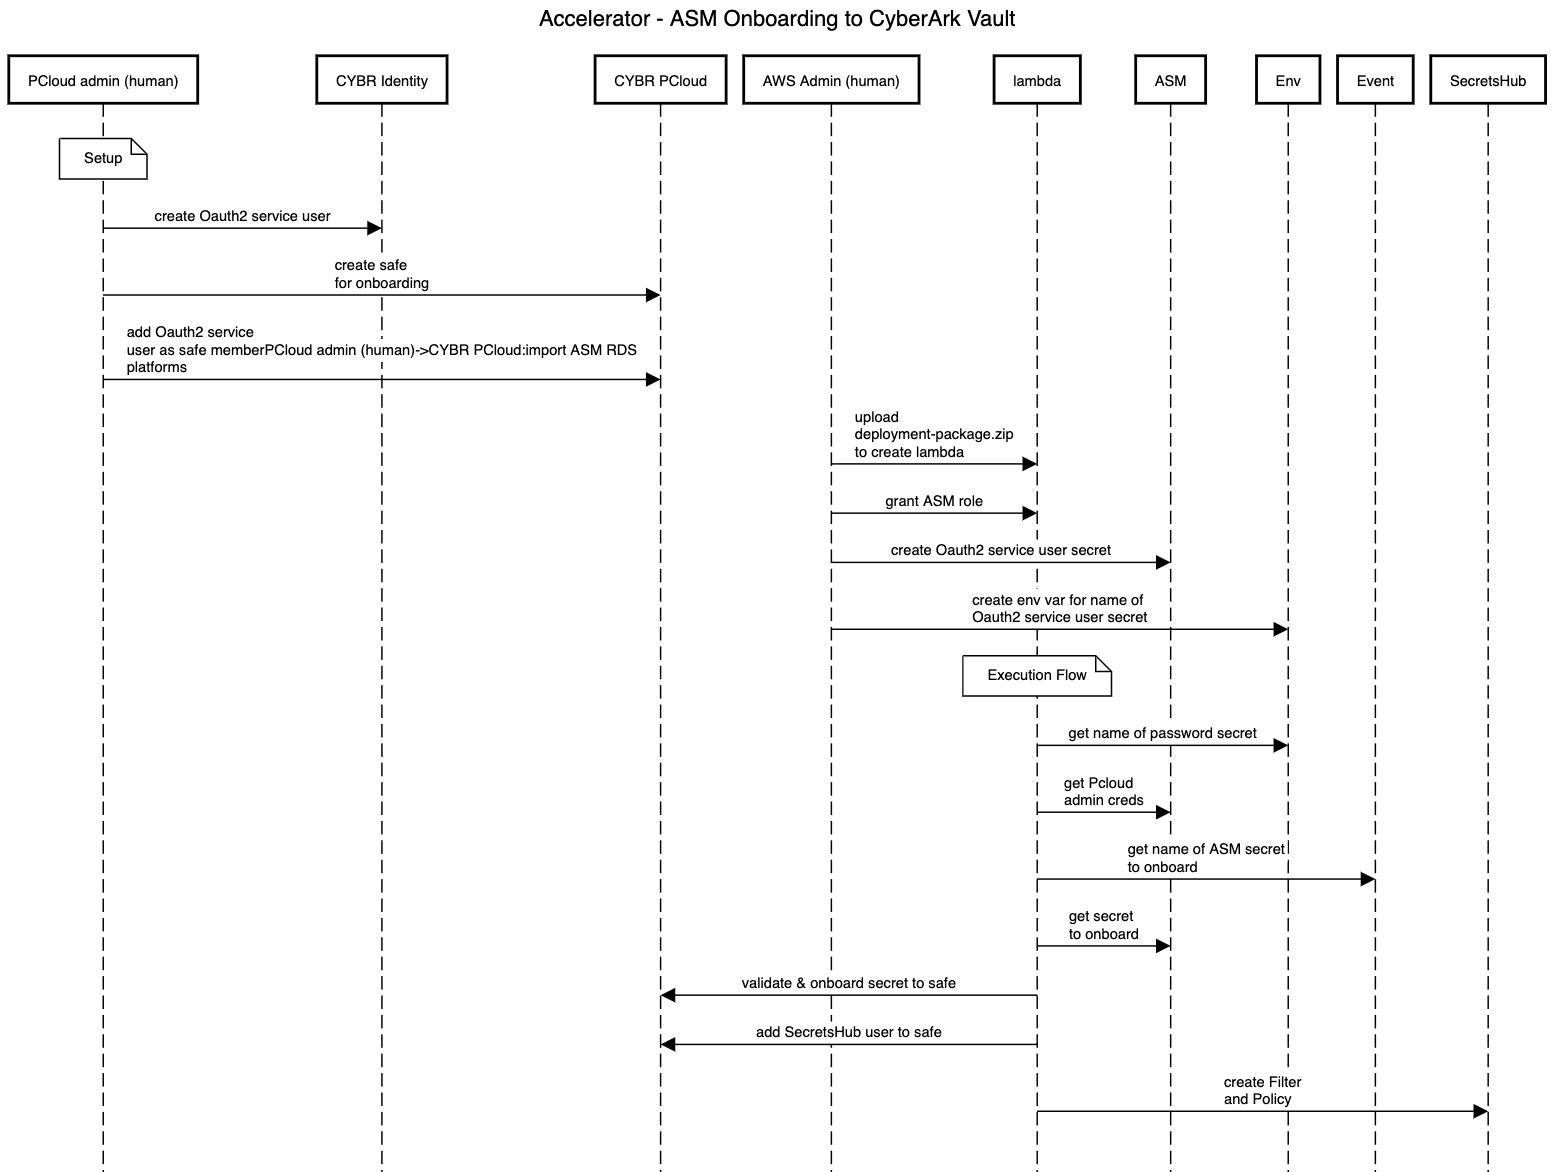 Accelerator - ASM Onboarding to CyberArk Vault
PCloud admin (human)
CYBR Identity
CYBR PCloud
AWS Admin (human)
lambda
ASM
Env
Event
SecretsHub
Setup
create Oauth2 service user
create safe
for onboarding
add Oauth2 service
user as safe memberPCloud admin (human)->CYBR PCloud:import ASM RDS
platforms
upload
deployment-package.zip
to create lambda
grant ASM role
create Oauth2 service user secret
create env var for name of
Oauth2 service user secret
Execution Flow
get name of password secret
get Pcloud
admin creds
get name of ASM secret
to onboard
get secret
to onboard
validate & onboard secret to safe
add SecretsHub user to safe
create Filter
and Policy